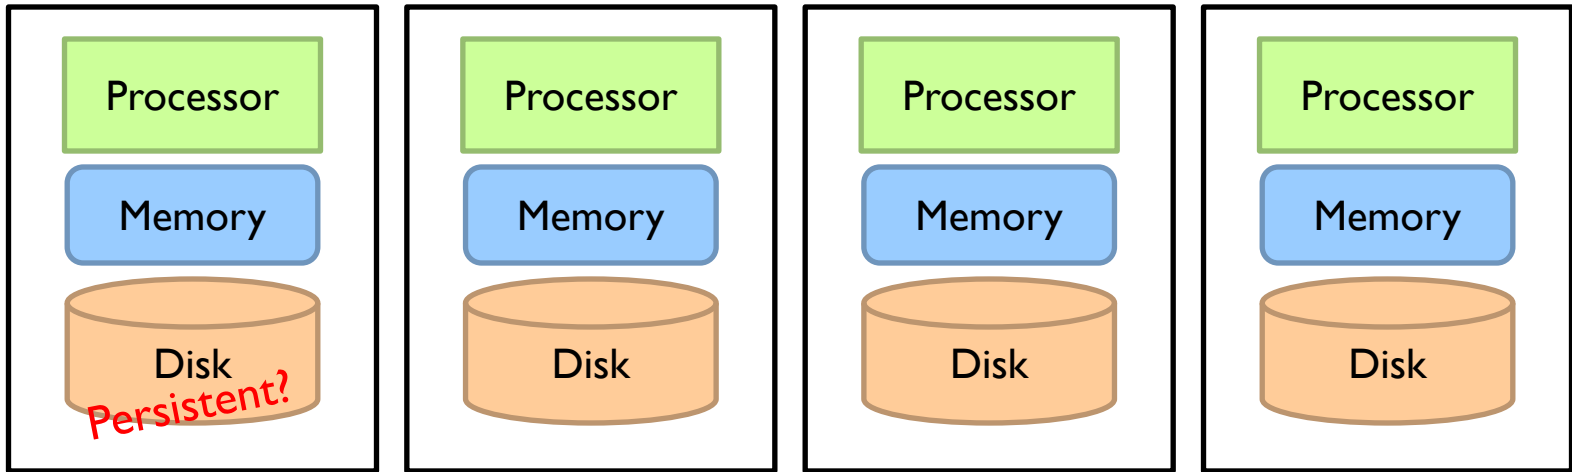 Processor
Processor
Processor
Processor
Memory
Memory
Memory
Memory
Disk
Disk
Disk
Disk
Persistent?